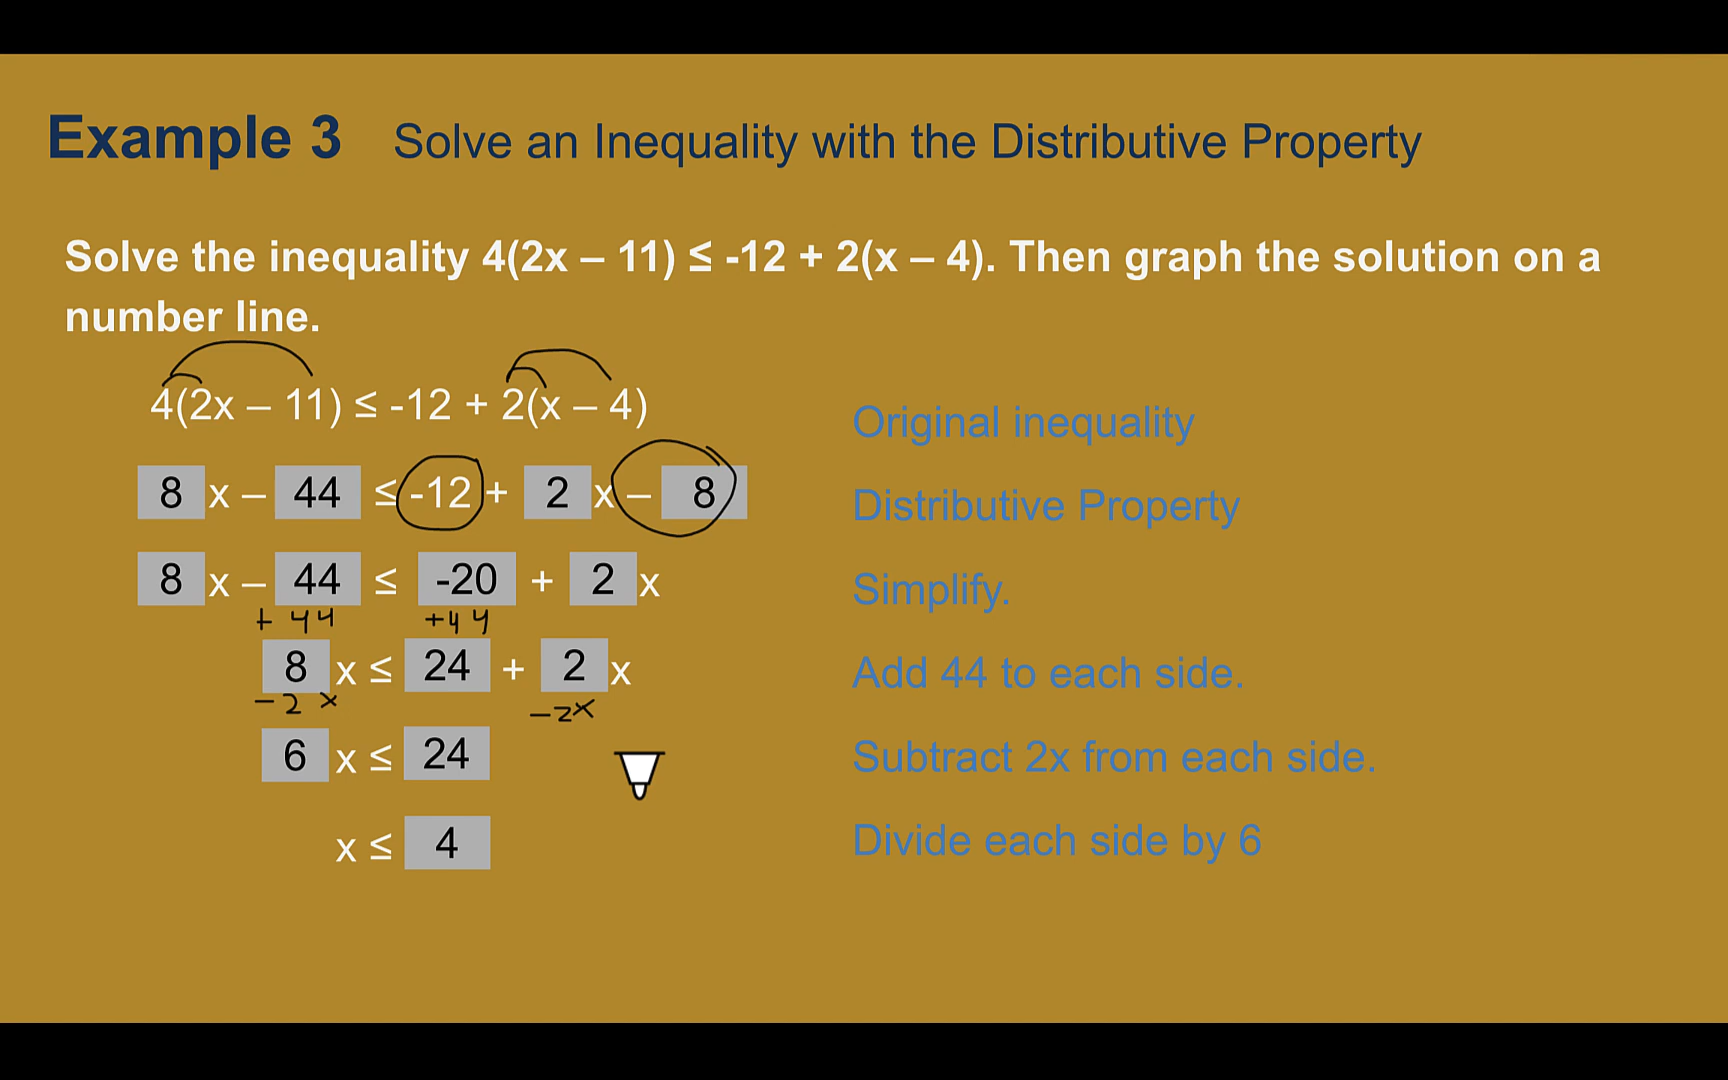 Example 3 Solve an Inequality with the Distributive Property
Solve the inequality 4(2x – 11) ≤ -12 + 2(x – 4). Then graph the solution on a
number line.
4(2x – 11) ≤ -12 + 2(x – 4) Original inequality
8 x – 44 ≤ -12 + 2 x – 8 Distributive Property
8 x – 44 ≤ -20 + 2 x Simplify.
+ 44 +44
8 x ≤ 24 + 2 x Add 44 to each side.
-2 x -2x
6 x ≤ 24 Subtract 2x from each side.
x ≤ 4 Divide each side by 6